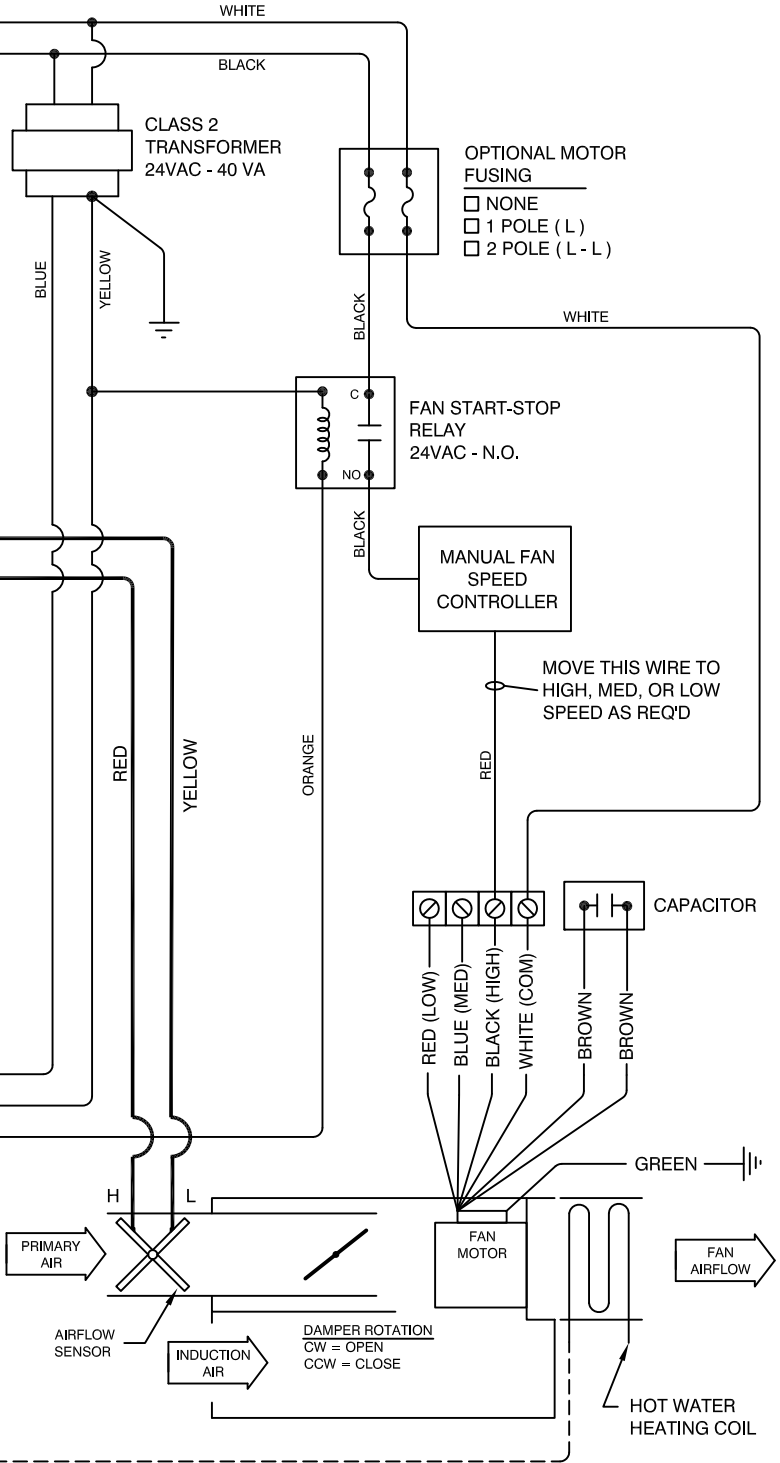 WHITE
BLACK
CLASS 2
TRANSFORMER
24VAC - 40 VA
OPTIONAL MOTOR
FUSING
NONE
1 POLE ( L )
2 POLE ( L - L )
BLUE
YELLOW
BLACK
WHITE
C
NO
FAN START-STOP
RELAY
24VAC - N.O.
BLACK
MANUAL FAN
SPEED
CONTROLLER
MOVE THIS WIRE TO
HIGH, MED, OR LOW
SPEED AS REQ'D
RED
YELLOW
ORANGE
RED
CAPACITOR
RED (LOW)
BLUE (MED)
BLACK (HIGH)
WHITE (COM)
BROWN
BROWN
GREEN
H
L
PRIMARY
AIR
FAN
MOTOR
FAN
AIRFLOW
AIRFLOW
SENSOR
INDUCTION
AIR
DAMPER ROTATION
CW = OPEN
CCW = CLOSE
HOT WATER
HEATING COIL